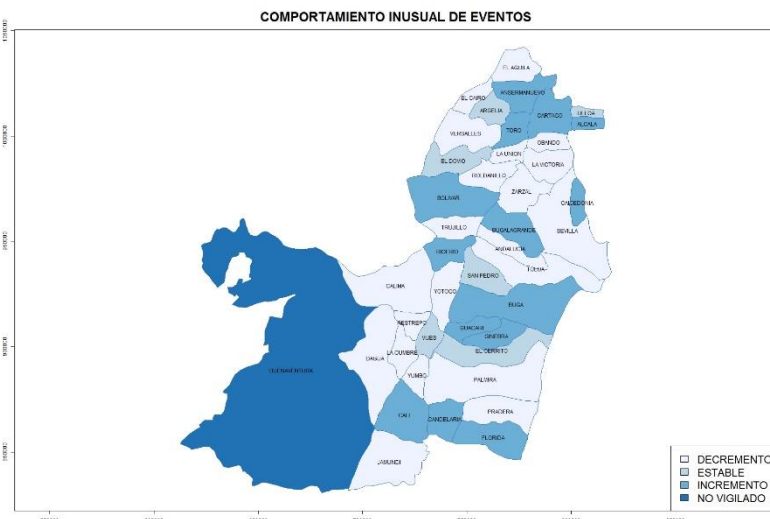 COMPORTAMIENTO INUSUAL DE EVENTOS
EL AGUILA
ANSERMANUEVO
EL CAIRO
ARGELIA
CARTAGO
ULLOA
ALCALA
TORO
VERSALLES
OBANDO
LA UNION
EL DOVIO
LA VICTORIA
ROLDANILLO
ZARZAL
BOLIVAR
CAICEDONIA
TRUJILLO
BUGALAGRANDE
SEVILLA
ANDALUCIA
RIOFRIO
TULUA
SAN PEDRO
CALIMA
YOTOCO
BUGA
RESTREPO
GUACARI
VIJES
GINEBRA
EL CERRITO
LA CUMBRE
DAGUA
BUENAVENTURA
YUMBO
PALMIRA
PRADERA
CALI
CANDELARIA
FLORIDA
JAMUNDI
DECREMENTO
ESTABLE
INCREMENTO
NO VIGILADO